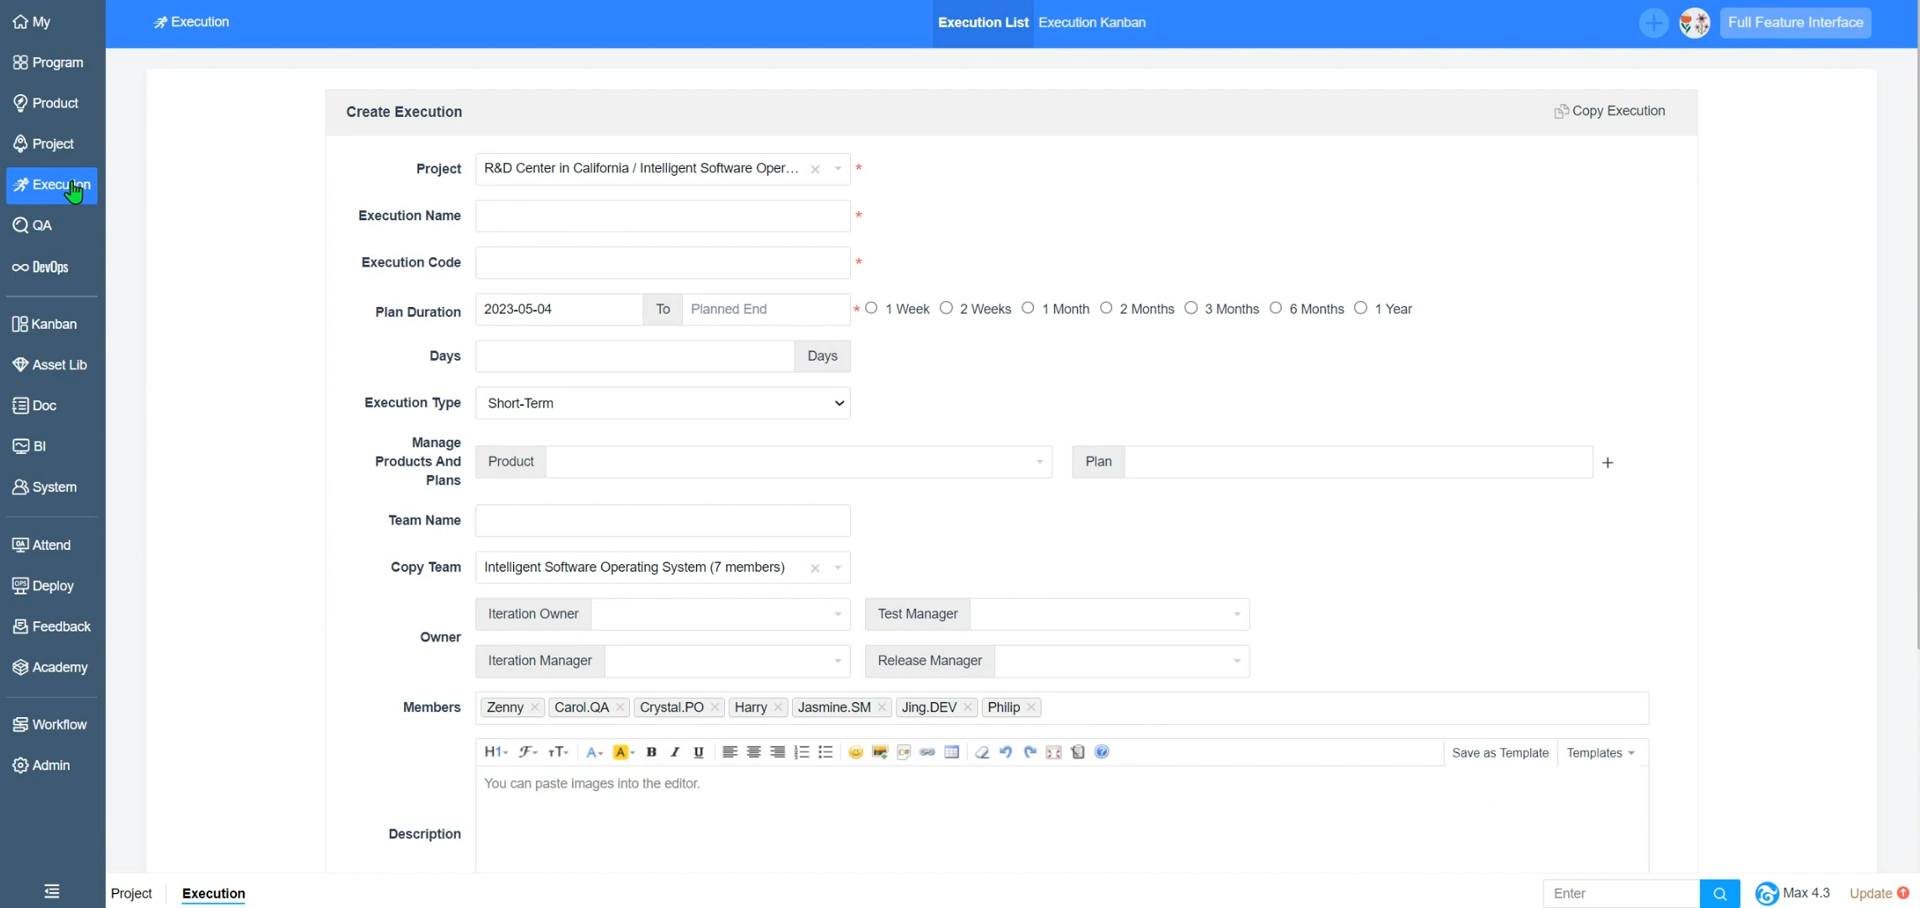 My
Execution
Execution List
Execution Kanban
Full Feature Interface
Program
Product
Project
Execution
QA
DevOps
Kanban
Asset Lib
Doc
BI
System
Attend
Deploy
Feedback
Academy
Workflow
Admin
Create Execution
Copy Execution
Project
R&D Center in California / Intelligent Software Oper...
*
Execution Name
*
Execution Code
*
Plan Duration
2023-05-04
To
Planned End
*
1 Week
2 Weeks
1 Month
2 Months
3 Months
6 Months
1 Year
Days
Days
Execution Type
Short-Term
Manage
Products And
Plans
Product
Plan
Team Name
Copy Team
Intelligent Software Operating System (7 members)
Owner
Iteration Owner
Test Manager
Iteration Manager
Release Manager
Members
Zenny
Carol.QA
Crystal.PO
Harry
Jasmine.SM
Jing.DEV
Philip
H1
F
TT
A
A
B
I
U
Save as Template
Templates
You can paste images into the editor.
Description
Project
Execution
Enter
Max 4.3
Update